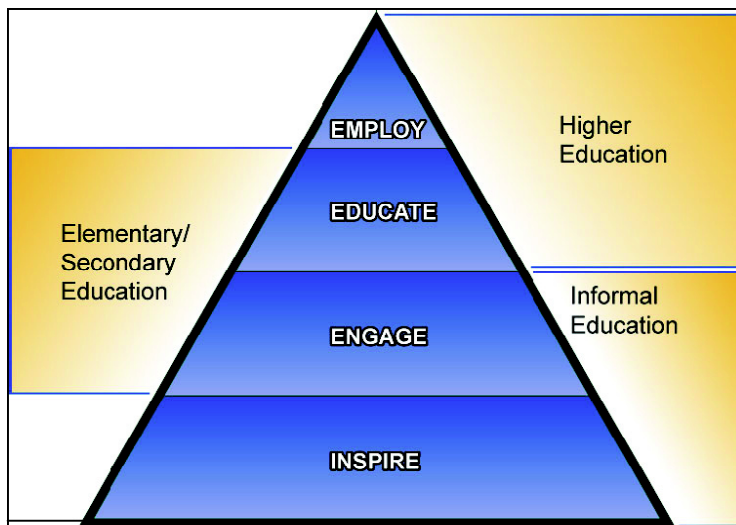 EMPLOY
Higher
Education
EDUCATE
Elementary/
Secondary
Education
Informal
Education
ENGAGE
INSPIRE